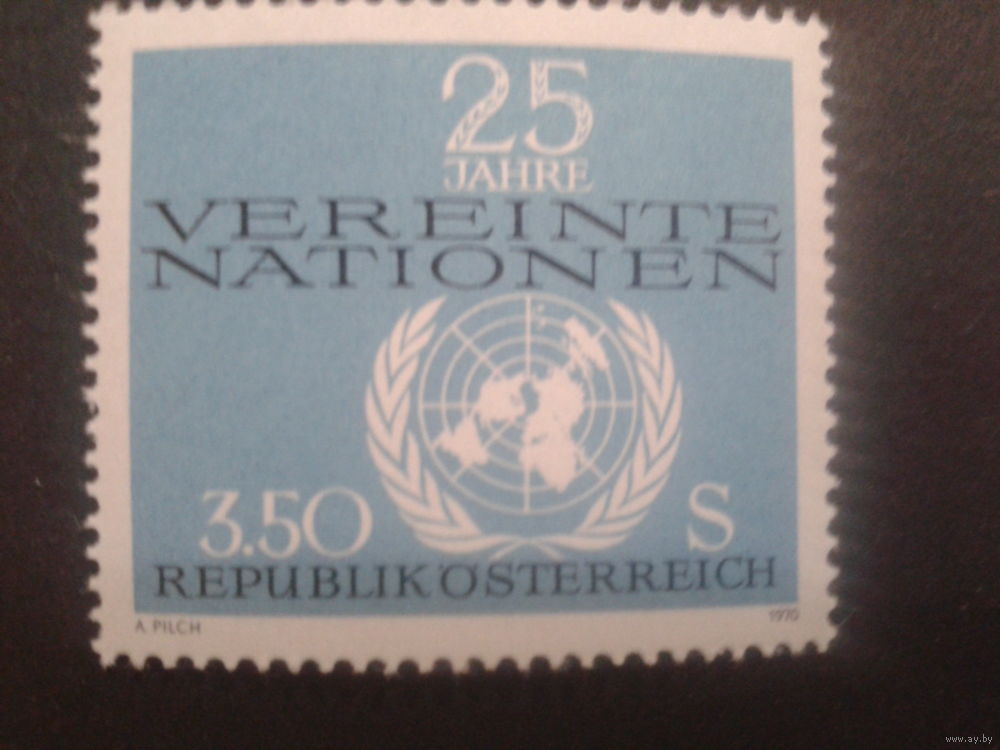 25
JAHRE
VEREINTE
NATIONEN
3.50 S
REPUBLIK ÖSTERREICH
A. PILCH 1970
www.ay.by